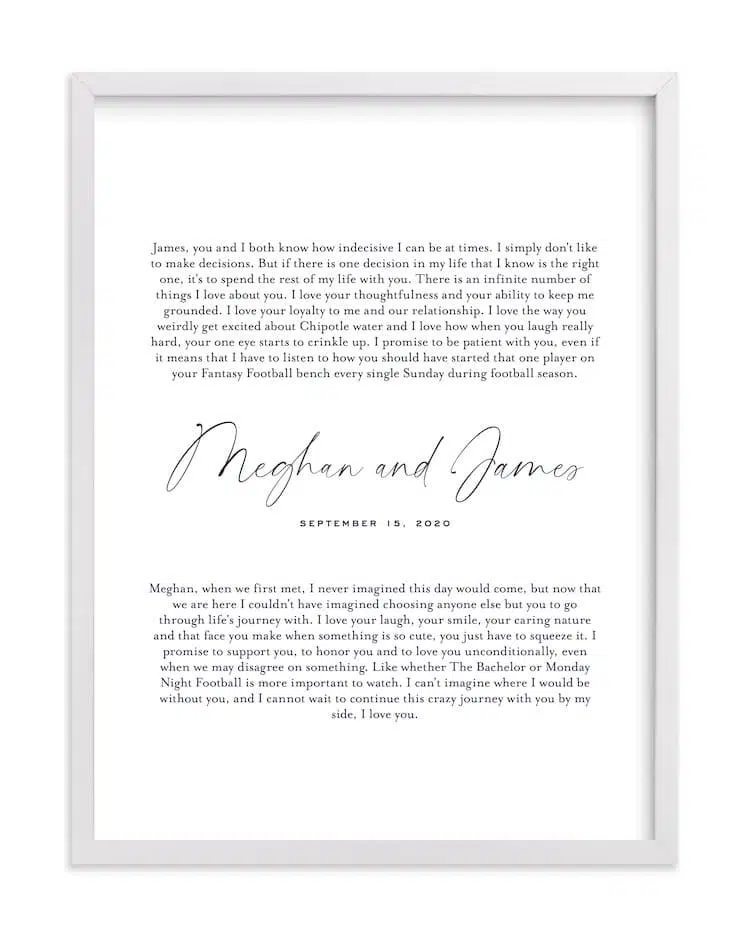 James, you and I both know how indecisive I can be at times. I simply don't like
to make decisions. But if there is one decision in my life that I know is the right
one, it's to spend the rest of my life with you. There is an infinite number of
things I love about you. I love your thoughtfulness and your ability to keep me
grounded. I love your loyalty to me and our relationship. I love the way you
weirdly get excited about Chipotle water and I love how when you laugh really
hard, your one eye starts to crinkle up. I promise to be patient with you, even if
it means that I have to listen to how you should have started that one player on
your Fantasy Football bench every single Sunday during football season.
Meghan and James
SEPTEMBER 15, 2020
Meghan, when we first met, I never imagined this day would come, but now that
we are here I couldn't have imagined choosing anyone else but you to go
through life's journey with. I love your laugh, your smile, your caring nature
and that face you make when something is so cute, you just have to squeeze it. I
promise to support you, to honor you and to love you unconditionally, even
when we may disagree on something. Like whether The Bachelor or Monday
Night Football is more important to watch. I can't imagine where I would be
without you, and I cannot wait to continue this crazy journey with you by my
side, I love you.